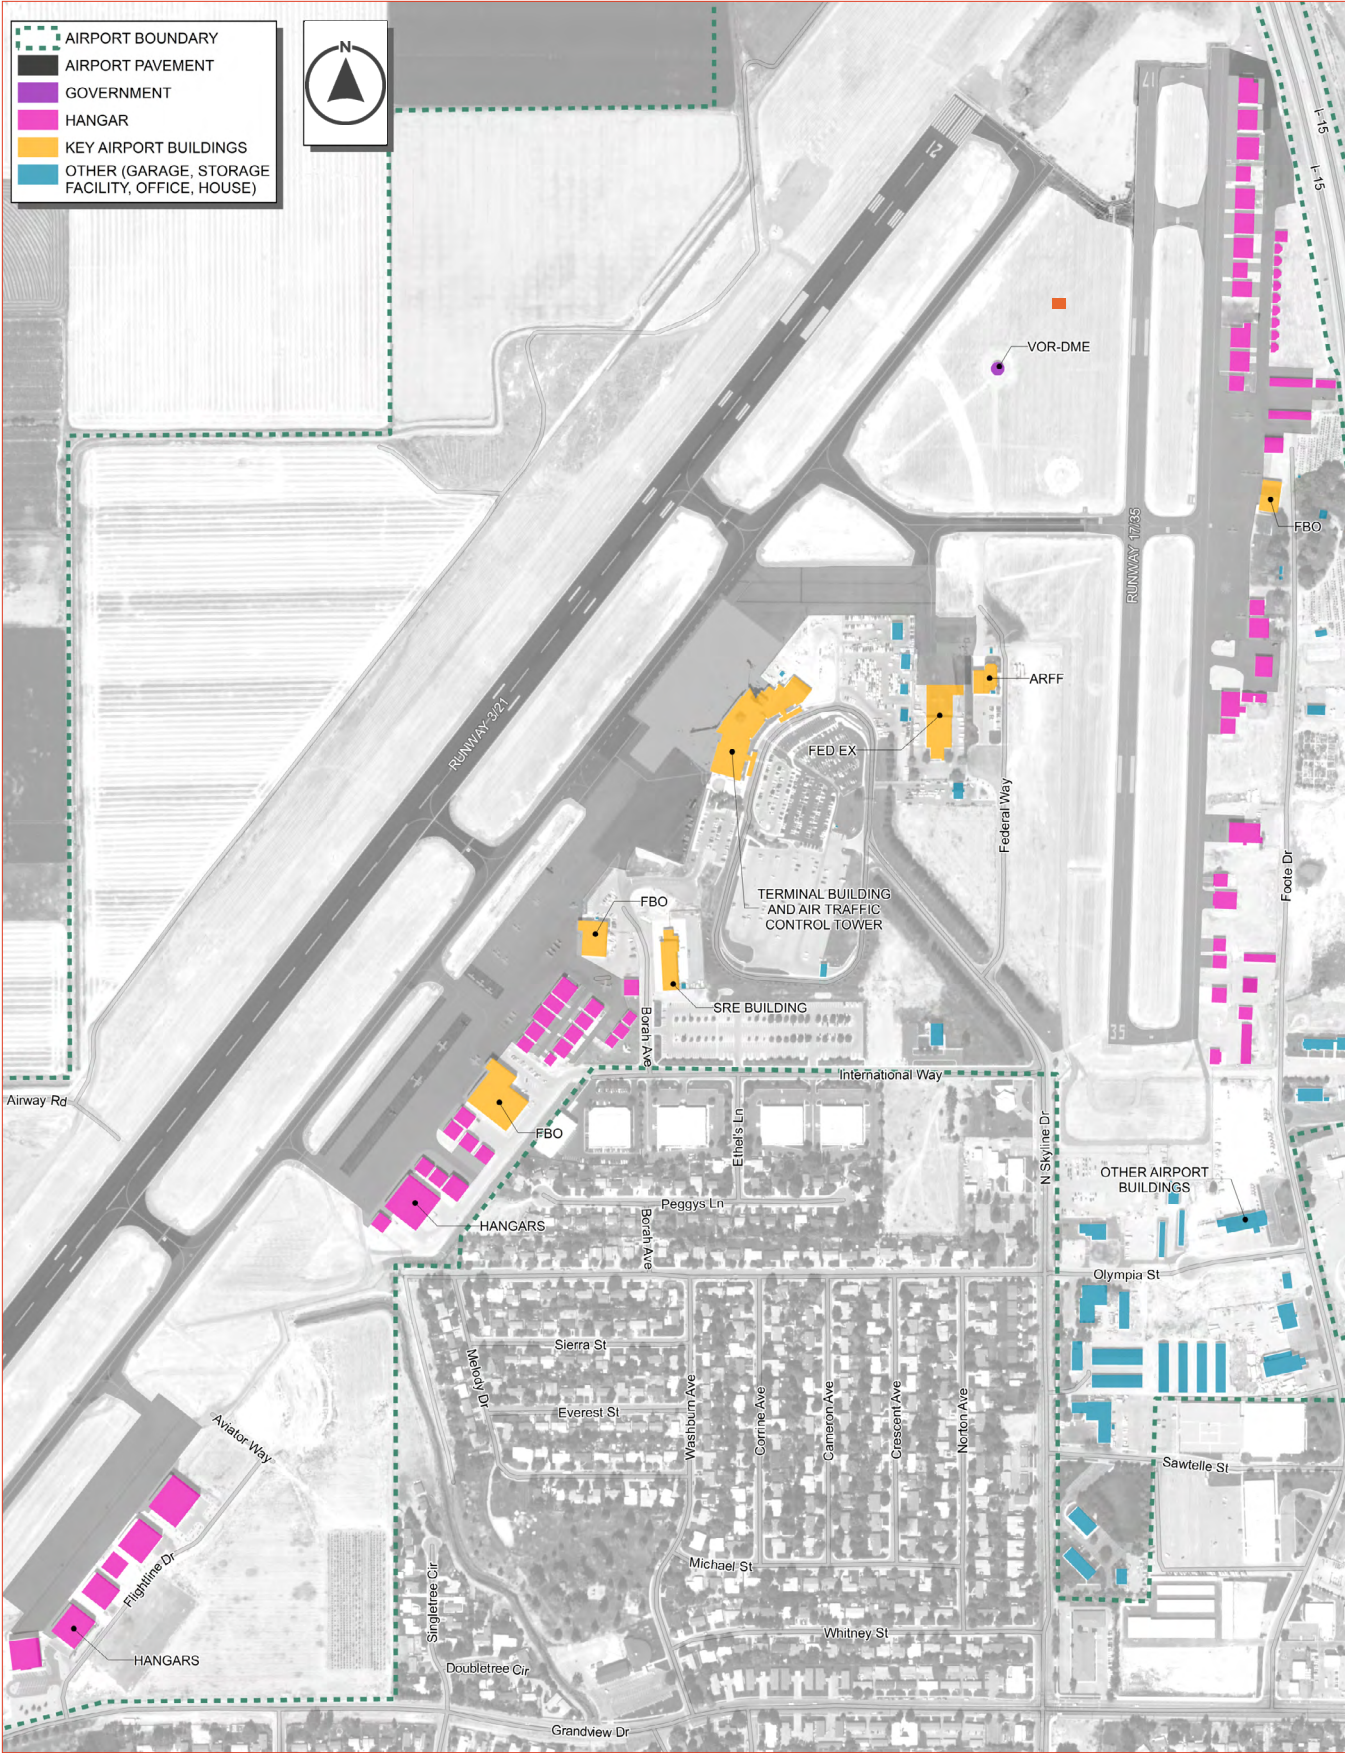 N
AIRPORT BOUNDARY
AIRPORT PAVEMENT
GOVERNMENT
HANGAR
KEY AIRPORT BUILDINGS
OTHER (GARAGE, STORAGE
FACILITY, OFFICE, HOUSE)
17
I-15
21
I-15
VOR-DME
FBO
RUNWAY 17/35
ARFF
RUNWAY 3/21
FED EX
Federal Way
Foote Dr
TERMINAL BUILDING
AND AIR TRAFFIC
CONTROL TOWER
FBO
SRE BUILDING
35
Borah Ave
International Way
Airway Rd
FBO
Ethel's Ln
N Skyline Dr
OTHER AIRPORT
BUILDINGS
Peggys Ln
HANGARS
Borah Ave
Olympia St
Sierra St
Melody Dr
Everest St
Washburn Ave
Corrine Ave
Cameron Ave
Crescent Ave
Norton Ave
Aviator Way
Sawtelle St
Flightline Dr
Michael St
Singletree Cir
Whitney St
HANGARS
Doubletree Cir
Grandview Dr